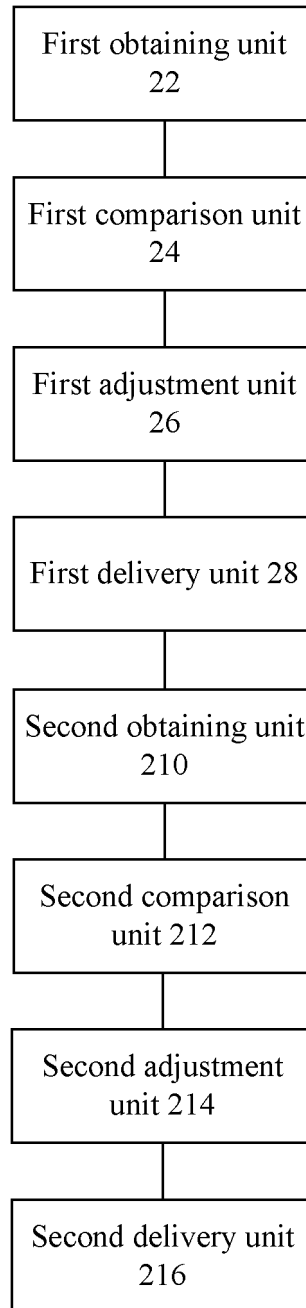 First obtaining unit
22
First comparison unit
24
First adjustment unit
26
First delivery unit 28
Second obtaining unit
210
Second comparison
unit 212
Second adjustment
unit 214
Second delivery unit
216